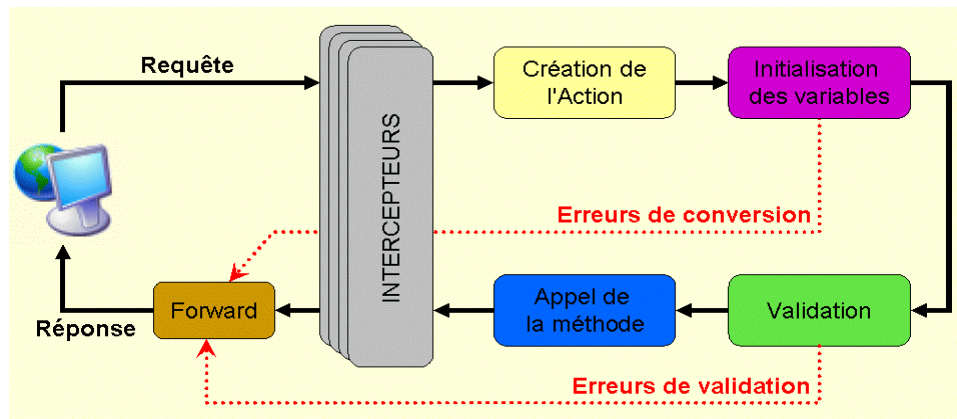 Requête
Création de
l'Action
Initialisation
des variables
INTERCEPTEURS
Erreurs de conversion
Forward
Appel de
la méthode
Validation
Réponse
Erreurs de validation